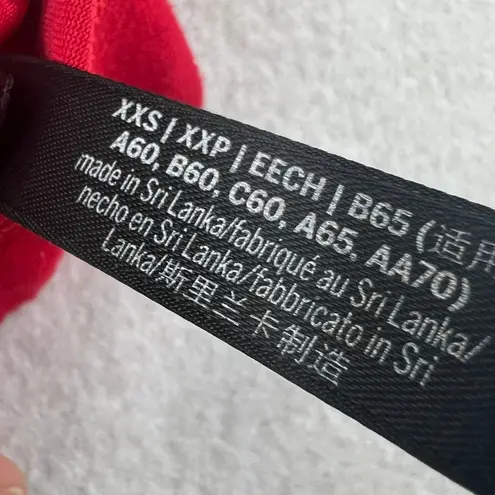 XXS | XXP | EECH | B65 (适用
A60, B60, C60, A65, AA70)
made in Sri Lanka/fabriqué au Sri Lanka/
hecho en Sri Lanka/fabbricato in Sri
Lanka/斯里兰卡制造